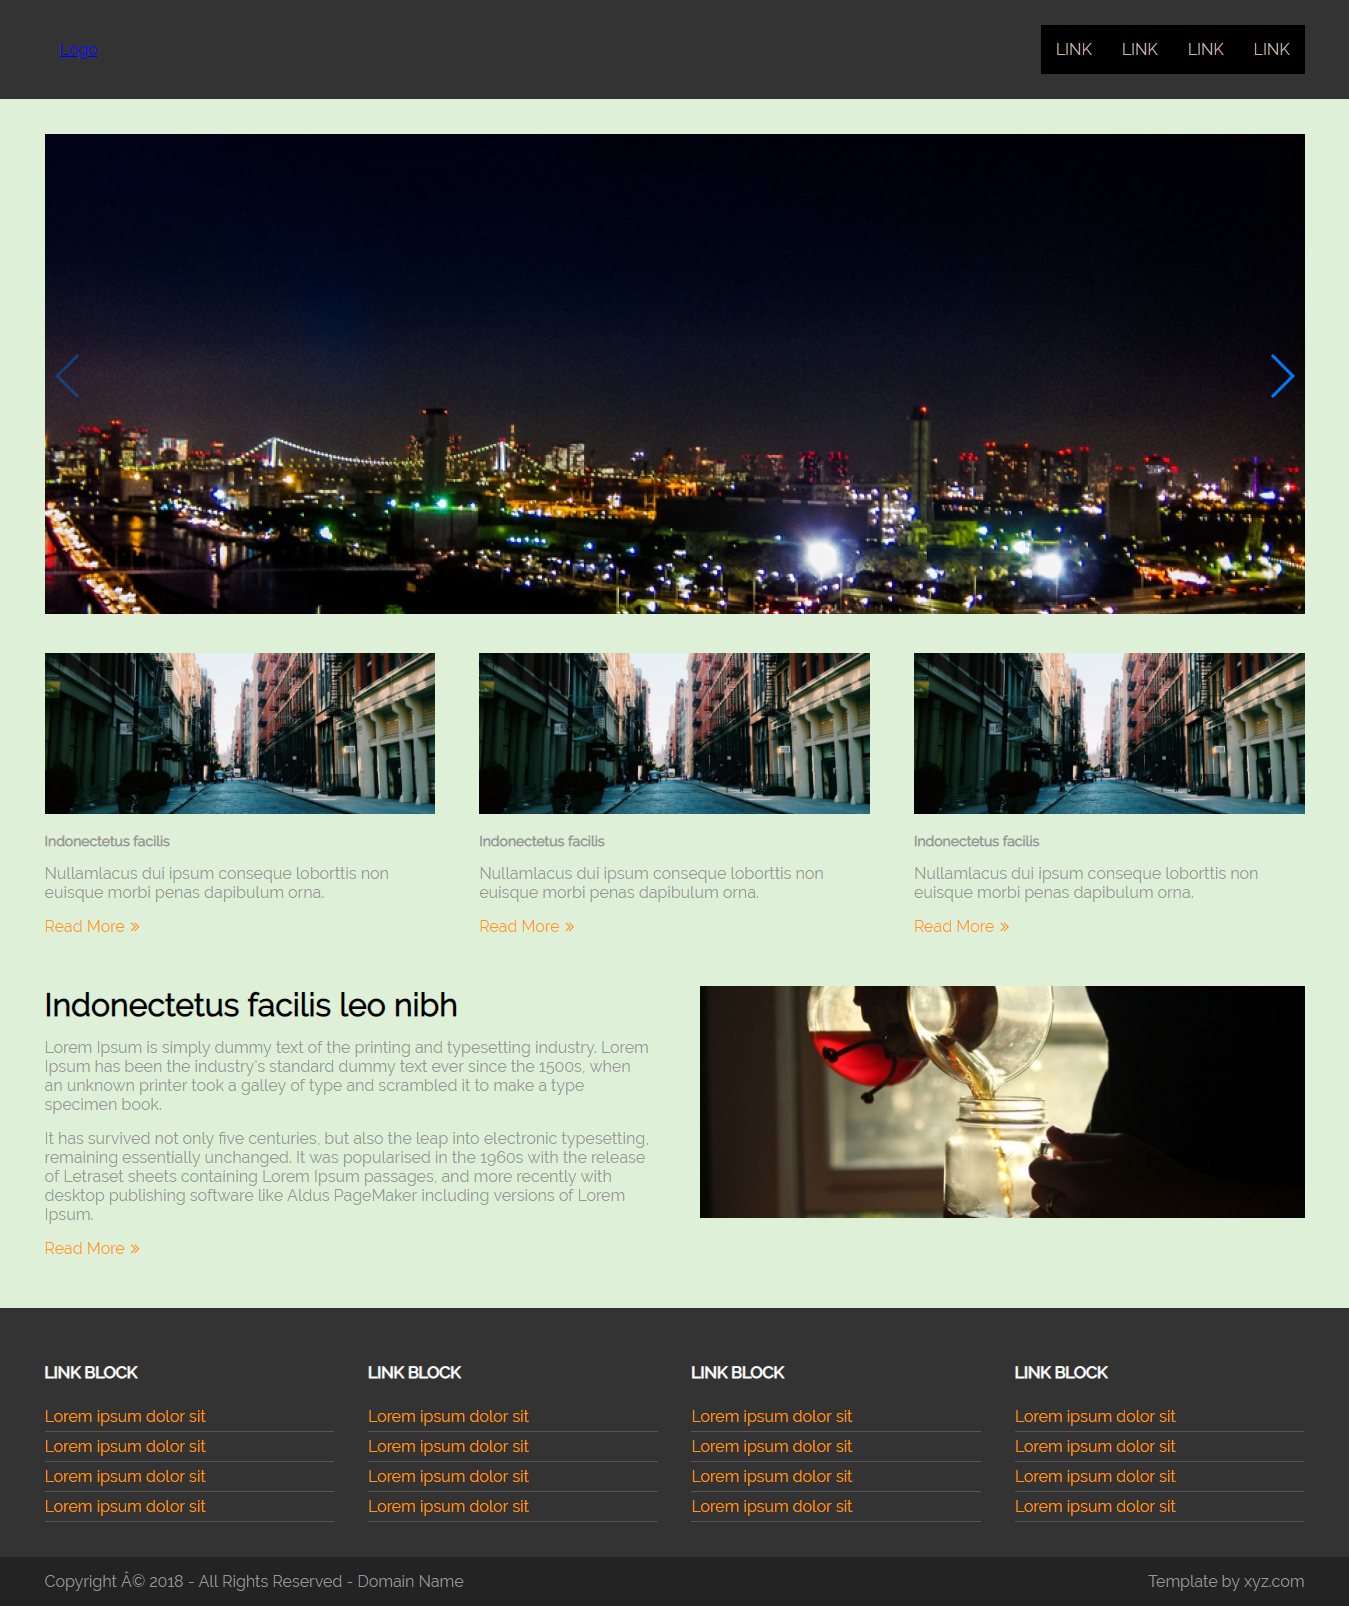 Logo
LINK LINK LINK LINK
Indonectetus facilis
Nullamlacus dui ipsum conseque loborttis non
euisque morbi penas dapibulum orna.
Read More »
Indonectetus facilis
Nullamlacus dui ipsum conseque loborttis non
euisque morbi penas dapibulum orna.
Read More »
Indonectetus facilis
Nullamlacus dui ipsum conseque loborttis non
euisque morbi penas dapibulum orna.
Read More »
Indonectetus facilis leo nibh
Lorem Ipsum is simply dummy text of the printing and typesetting industry. Lorem
Ipsum has been the industry's standard dummy text ever since the 1500s, when
an unknown printer took a galley of type and scrambled it to make a type
specimen book.
It has survived not only five centuries, but also the leap into electronic typesetting,
remaining essentially unchanged. It was popularised in the 1960s with the release
of Letraset sheets containing Lorem Ipsum passages, and more recently with
desktop publishing software like Aldus PageMaker including versions of Lorem
Ipsum.
Read More »
LINK BLOCK
Lorem ipsum dolor sit
Lorem ipsum dolor sit
Lorem ipsum dolor sit
Lorem ipsum dolor sit
LINK BLOCK
Lorem ipsum dolor sit
Lorem ipsum dolor sit
Lorem ipsum dolor sit
Lorem ipsum dolor sit
LINK BLOCK
Lorem ipsum dolor sit
Lorem ipsum dolor sit
Lorem ipsum dolor sit
Lorem ipsum dolor sit
LINK BLOCK
Lorem ipsum dolor sit
Lorem ipsum dolor sit
Lorem ipsum dolor sit
Lorem ipsum dolor sit
Copyright Â© 2018 - All Rights Reserved - Domain Name
Template by xyz.com